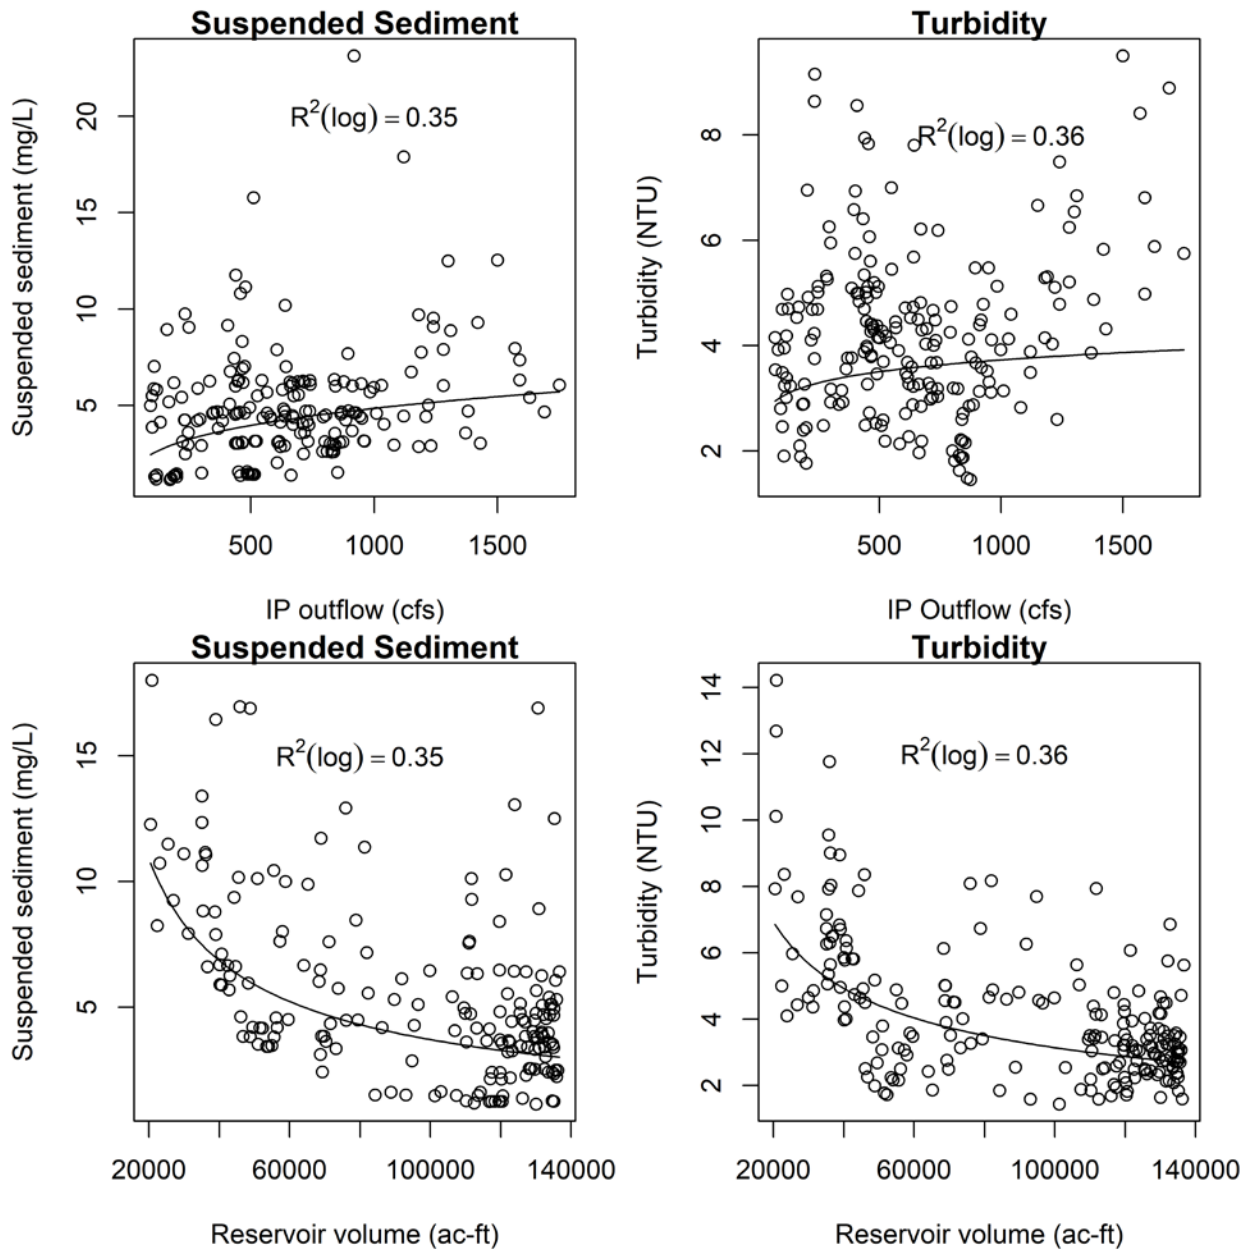 Suspended Sediment
Suspended sediment (mg/L)
20
15
10
5
R²(log) = 0.35
500 1000 1500
IP outflow (cfs)
Turbidity
Turbidity (NTU)
8
6
4
2
R²(log) = 0.36
500 1000 1500
IP Outflow (cfs)
Suspended Sediment
Suspended sediment (mg/L)
15
10
5
R²(log) = 0.35
20000 60000 100000 140000
Reservoir volume (ac-ft)
Turbidity
Turbidity (NTU)
14
12
10
8
6
4
2
R²(log) = 0.36
20000 60000 100000 140000
Reservoir volume (ac-ft)